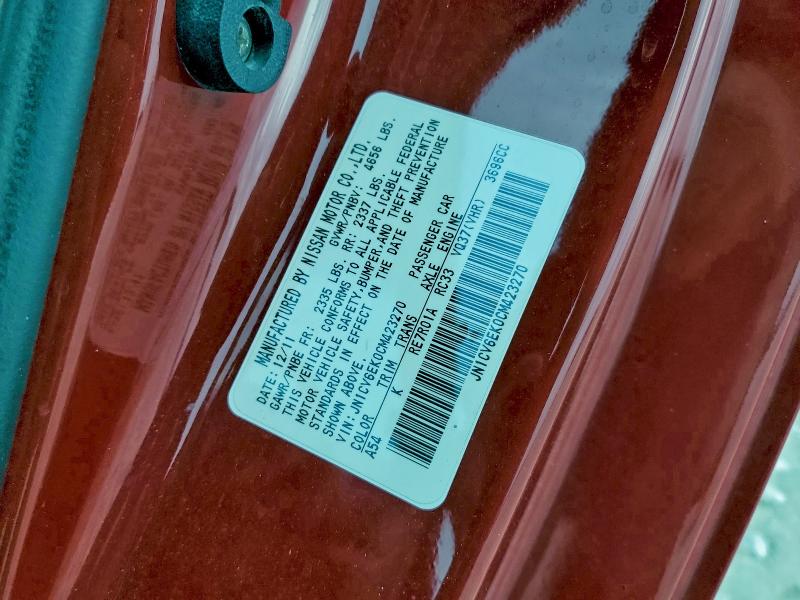 MANUFACTURED BY NISSAN MOTOR CO.,LTD.
DATE: 12/11 GVWR/PNBV: 4656 LBS.
GAWR/PNBE FR: 2335 LBS. RR: 2337 LBS.
THIS VEHICLE CONFORMS TO ALL APPLICABLE FEDERAL
MOTOR VEHICLE SAFETY,BUMPER,AND THEFT PREVENTION
STANDARDS IN EFFECT ON THE DATE OF MANUFACTURE
SHOWN ABOVE.
VIN:JN1CV6EK0CM423270 PASSENGER CAR
COLOR TRIM TRANS AXLE ENGINE
A54 K RE7R01A RC33 VQ37(VHR) 3696CC
JN1CV6EK0CM423270